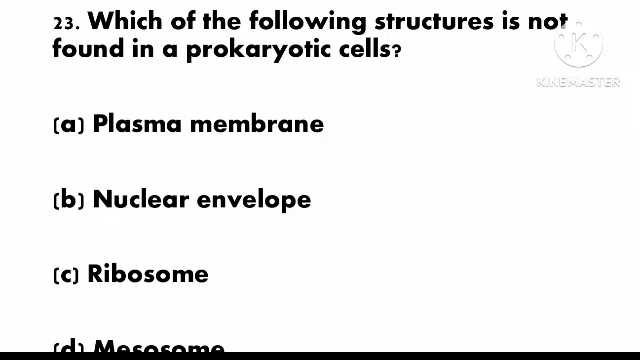 23. Which of the following structures is not
found in a prokaryotic cells?
K
KINEMASTER
(a) Plasma membrane
(b) Nuclear envelope
(c) Ribosome
(d) Mesosome